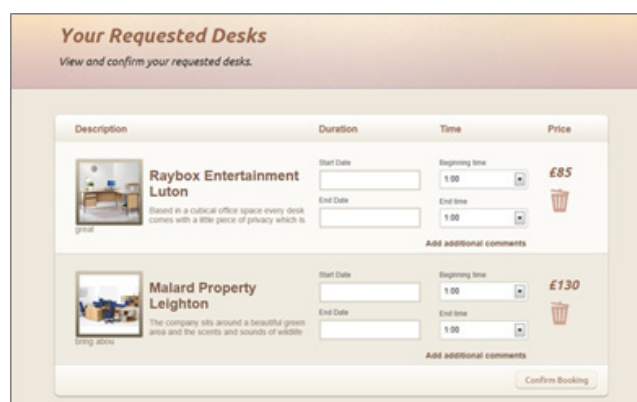 Your Requested Desks
View and confirm your requested desks.
Description Duration Time Price
Raybox Entertainment
Luton
Based in a cubical office space every desk
comes with a little piece of privacy which is
great
Start Date
End Date
Beginning time
1:00
End time
1:00
Add additional comments
£85
Malard Property
Leighton
The company sits around a beautiful green
area and the scents and sounds of wildlife
bring abou
Start Date
End Date
Beginning time
1:00
End time
1:00
Add additional comments
£130
Confirm Booking